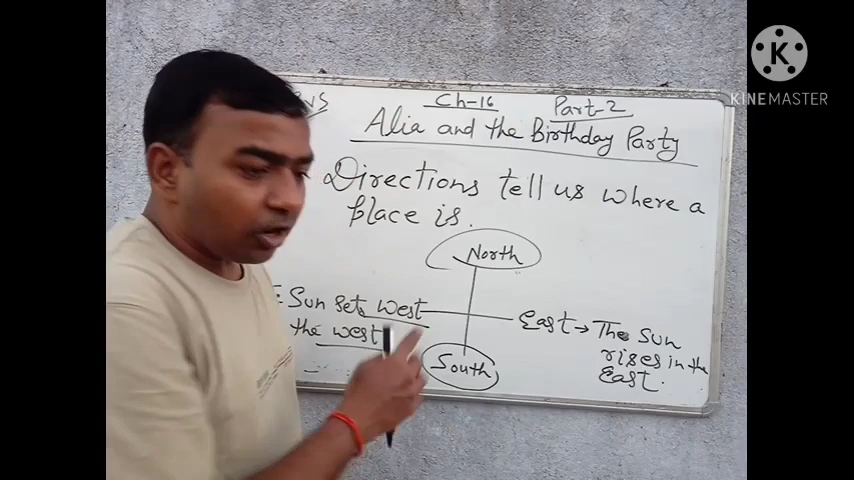 Ch-16 Part-2
Alia and the Birthday Party
Directions tell us where a
place is.
North
Sun sets West
the west
East → The Sun
rises in the
East.
South
KINEMASTER